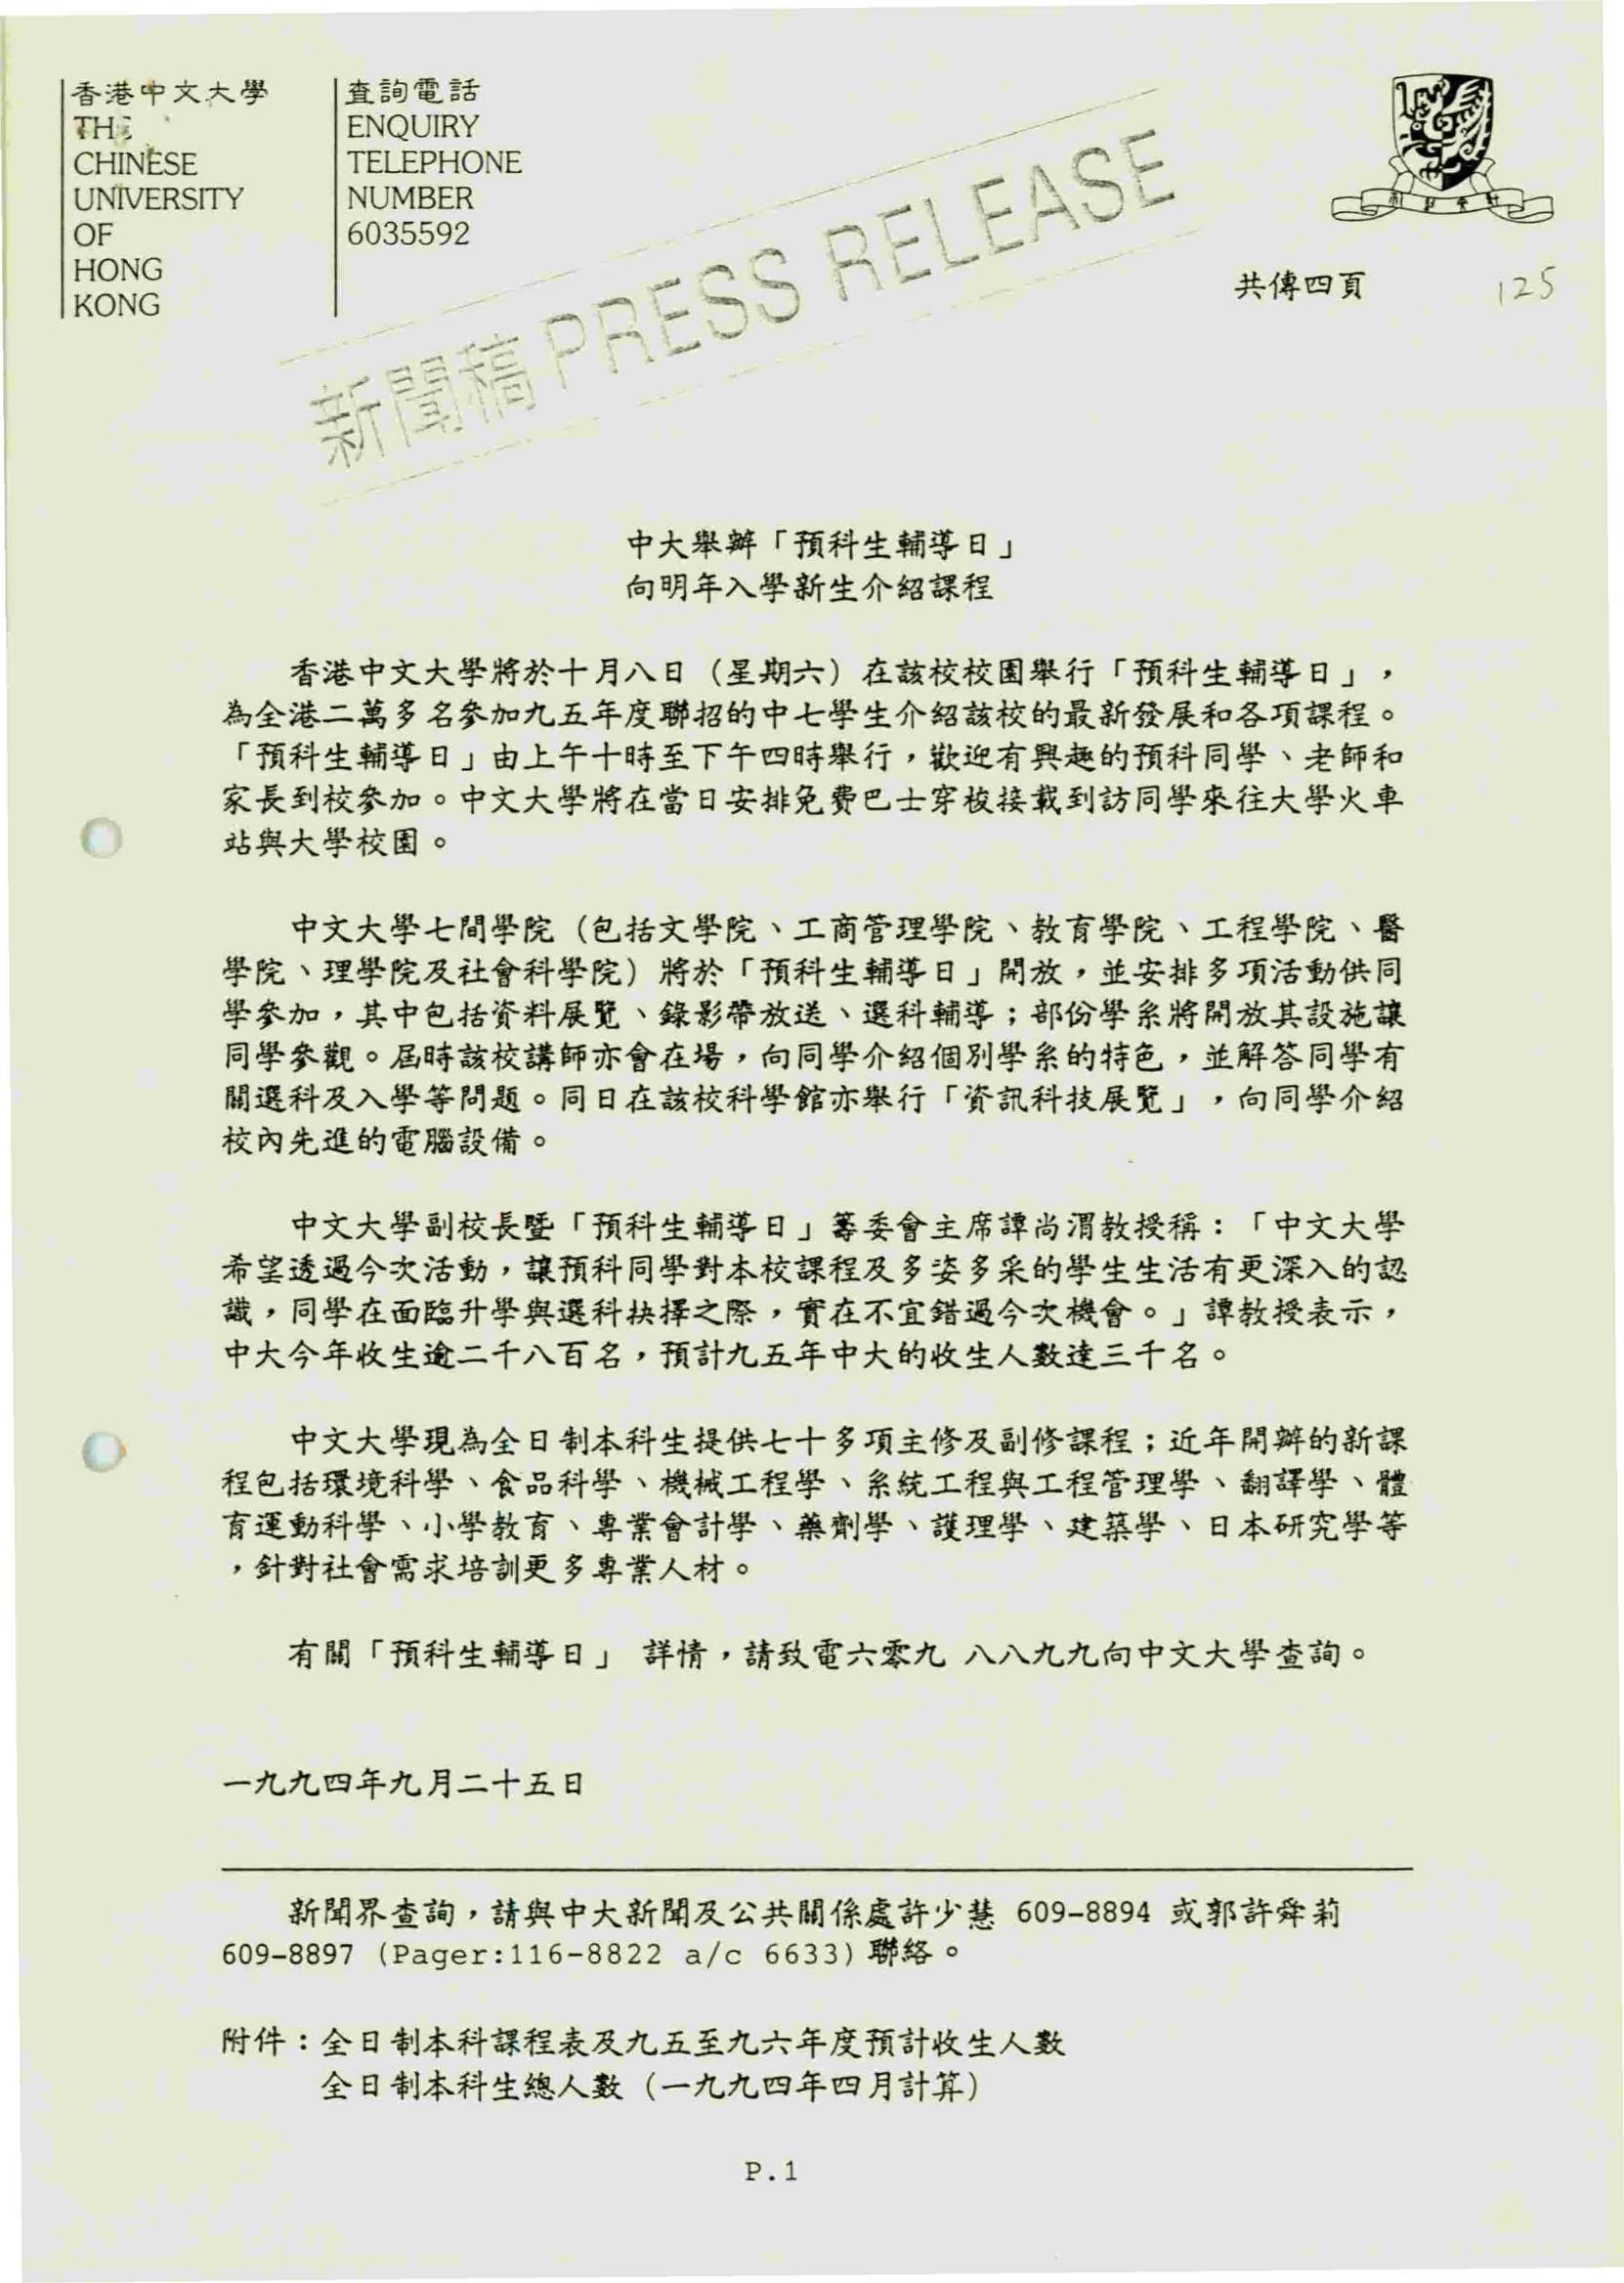 香港中文大學
THE
CHINESE
UNIVERSITY
OF
HONG
KONG
查詢電話
ENQUIRY
TELEPHONE
NUMBER
6035592
新聞稿 PRESS RELEASE
共傳四頁
125
中大舉辦「預科生輔導日」
向明年入學新生介紹課程
香港中文大學將於十月八日（星期六）在該校校園舉行「預科生輔導日」，
為全港二萬多名參加九五年度聯招的中七學生介紹該校的最新發展和各項課程。
「預科生輔導日」由上午十時至下午四時舉行，歡迎有興趣的預科同學、老師和
家長到校參加。中文大學將在當日安排免費巴士穿梭接載到訪同學來往大學火車
站與大學校園。
中文大學七間學院（包括文學院、工商管理學院、教育學院、工程學院、醫
學院、理學院及社會科學院）將於「預科生輔導日」開放，並安排多項活動供同
學參加，其中包括資料展覽、錄影帶放送、選科輔導；部份學系將開放其設施讓
同學參觀。屆時該校講師亦會在場，向同學介紹個別學系的特色，並解答同學有
關選科及入學等問題。同日在該校科學館亦舉行「資訊科技展覽」，向同學介紹
校內先進的電腦設備。
中文大學副校長暨「預科生輔導日」籌委會主席譚尚渭教授稱：「中文大學
希望透過今次活動，讓預科同學對本校課程及多姿多采的學生生活有更深入的認
識，同學在面臨升學與選科抉擇之際，實在不宜錯過今次機會。」譚教授表示，
中大今年收生逾二千八百名，預計九五年中大的收生人數達三千名。
中文大學現為全日制本科生提供七十多項主修及副修課程；近年開辦的新課
程包括環境科學、食品科學、機械工程學、系統工程與工程管理學、翻譯學、體
育運動科學、小學教育、專業會計學、藥劑學、護理學、建築學、日本研究學等
，針對社會需求培訓更多專業人材。
有關「預科生輔導日」 詳情，請致電六零九 八八九九向中文大學查詢。
一九九四年九月二十五日
新聞界查詢，請與中大新聞及公共關係處許少慧 609-8894 或郭許舜莉
609-8897 (Pager:116-8822 a/c 6633) 聯絡。
附件：全日制本科課程表及九五至九六年度預計收生人數
全日制本科生總人數（一九九四年四月計算）
P.1